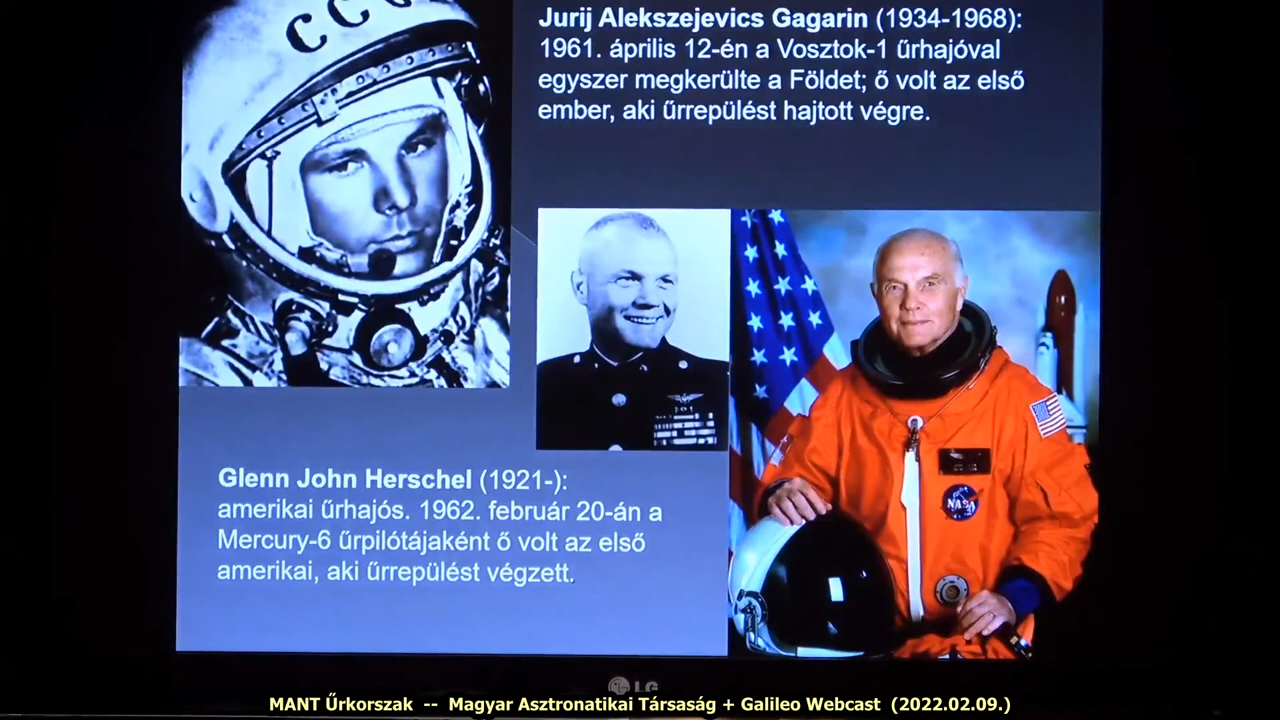 СССР
Jurij Alekszejevics Gagarin (1934-1968):
1961. április 12-én a Vosztok-1 űrhajóval
egyszer megkerülte a Földet; ő volt az első
ember, aki űrrepülést hajtott végre.
NASA
Glenn John Herschel (1921-):
amerikai űrhajós. 1962. február 20-án a
Mercury-6 űrpilótájaként ő volt az első
amerikai, aki űrrepülést végzett.
LG
MANT Űrkorszak -- Magyar Asztronatikai Társaság + Galileo Webcast (2022.02.09.)